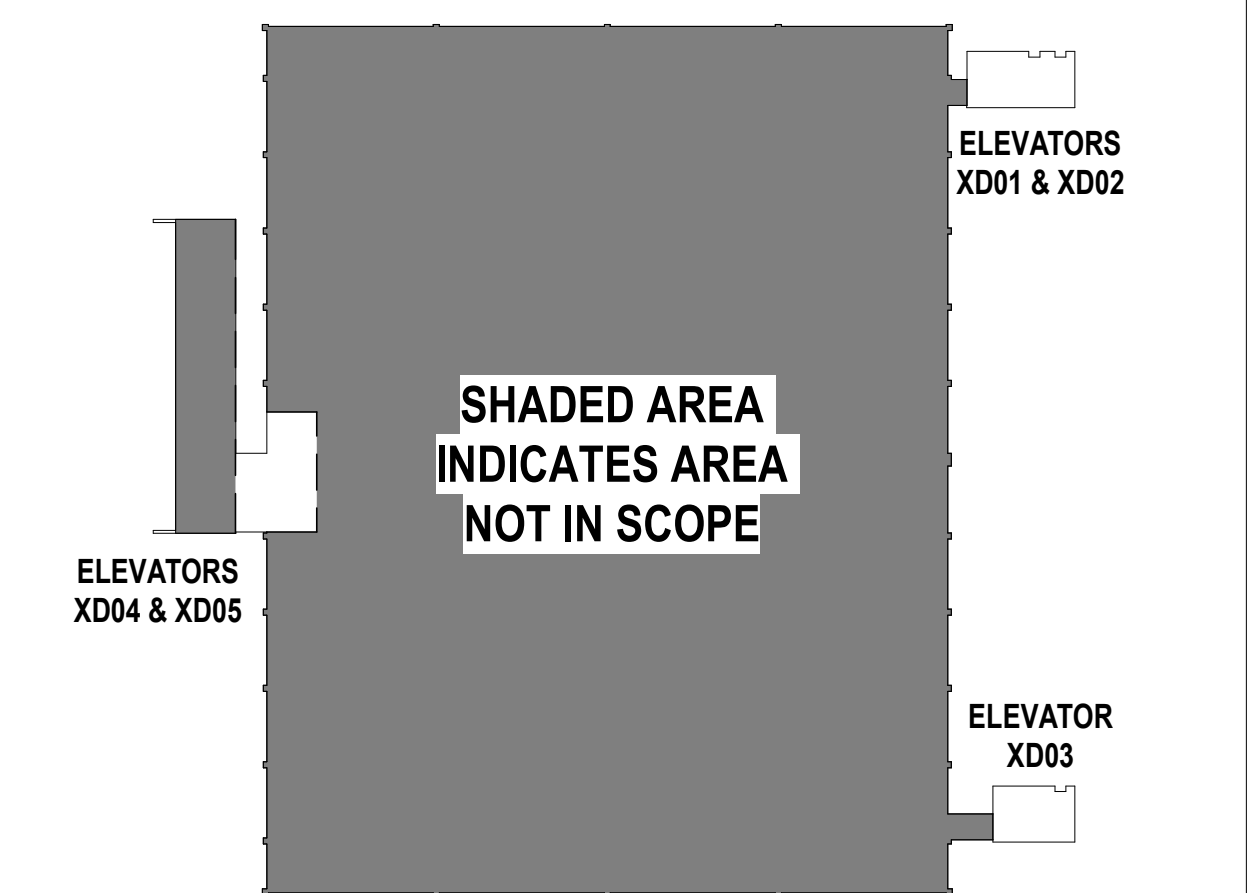 ELEVATORS
XD01 & XD02
SHADED AREA
INDICATES AREA
NOT IN SCOPE
ELEVATORS
XD04 & XD05
ELEVATOR
XD03